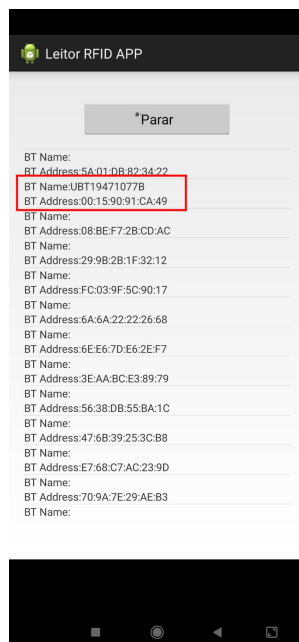 Leitor RFID APP
Parar
BT Name:
BT Address:5A:01:DB:82:34:22
BT Name:UBT19471077B
BT Address:00:15:90:91:CA:49
BT Name:
BT Address:08:BE:F7:2B:CD:AC
BT Name:
BT Address:29:9B:2B:1F:32:12
BT Name:
BT Address:FC:03:9F:5C:90:17
BT Name:
BT Address:6A:6A:22:22:26:68
BT Name:
BT Address:6E:E6:7D:E6:2E:F7
BT Name:
BT Address:3E:AA:BC:E3:89:79
BT Name:
BT Address:56:38:DB:55:BA:1C
BT Name:
BT Address:47:6B:39:25:3C:B8
BT Name:
BT Address:E7:68:C7:AC:23:9D
BT Name:
BT Address:70:9A:7E:29:AE:B3
BT Name: